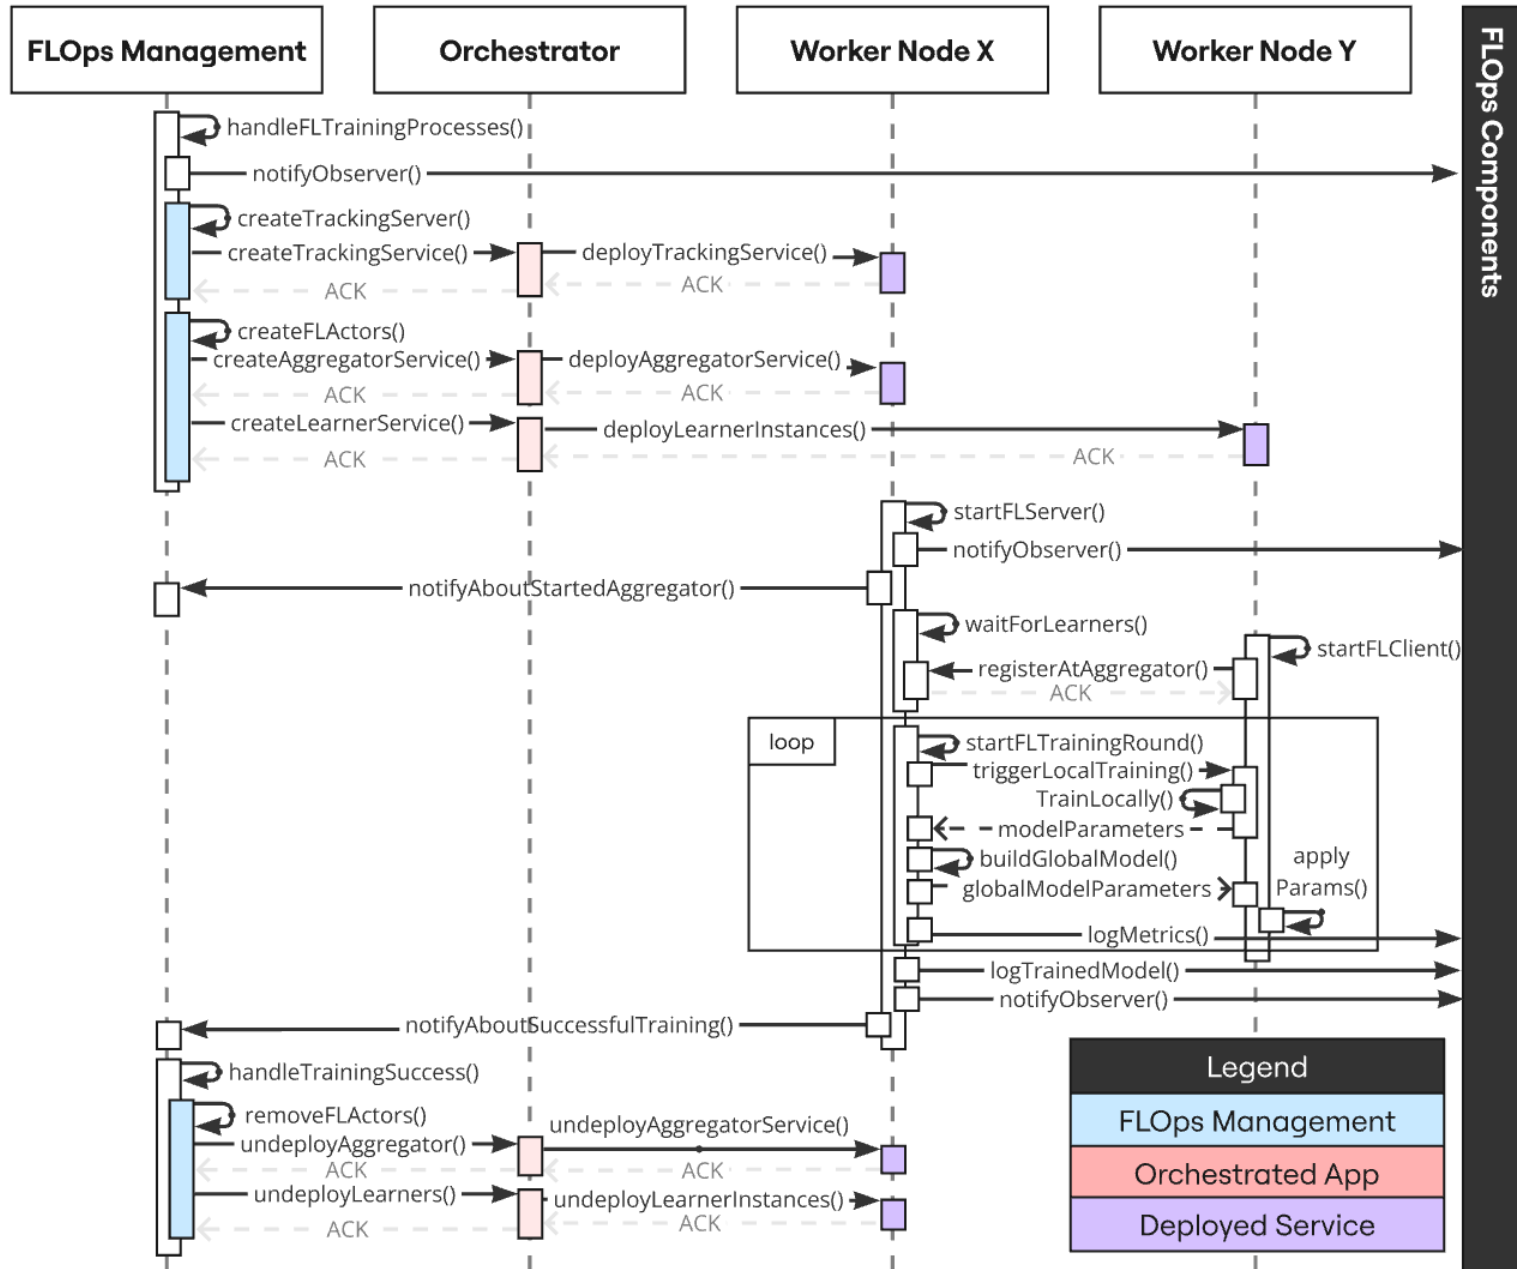 FLOps Management
Orchestrator
Worker Node X
Worker Node Y
FLOps Components
handleFLTrainingProcesses()
notifyObserver()
createTrackingServer()
createTrackingService()
deployTrackingService()
ACK
ACK
createFLActors()
createAggregatorService()
deployAggregatorService()
ACK
ACK
createLearnerService()
deployLearnerInstances()
ACK
ACK
startFLServer()
notifyObserver()
notifyAboutStartedAggregator()
waitForLearners()
startFLClient()
registerAtAggregator()
ACK
loop
startFLTrainingRound()
triggerLocalTraining()
TrainLocally()
modelParameters
buildGlobalModel()
apply
Params()
globalModelParameters
logMetrics()
logTrainedModel()
notifyObserver()
notifyAboutSuccessfulTraining()
handleTrainingSuccess()
removeFLActors()
undeployAggregator()
undeployAggregatorService()
ACK
ACK
undeployLearners()
undeployLearnerInstances()
ACK
ACK
Legend
FLOps Management
Orchestrated App
Deployed Service